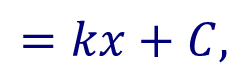 = kx + C,